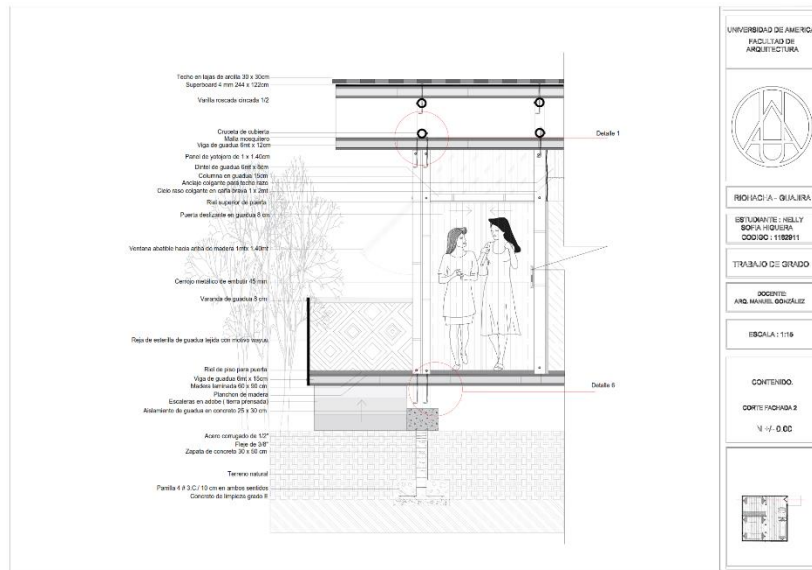 Techo en lajas de arcilla 30 x 30cm
Superboard 4 mm 244 x 122cm
Varilla roscada zincada 1/2
Cruceta de cubierta
Malla mosquitero
Viga de guadua 6mt x 12cm
Panel de yotojoro de 1 x 1.40cm
Dintel de guadua 6mt x 8cm
Columna en guadua 15cm
Anclaje colgante para techo razo
Cielo raso colgante en caña brava 1 x 2mt
Riel superior de puerta
Puerta deslizante en guadua 8 cm
Ventana abatible hacia arriba de madera 1mt x 1.40mt
Cerrojo metálico de embutir 45 mm
Varanda de guadua 8 cm
Reja de esterilla de guadua tejida con motivo wayuu
Riel de piso para puerta
Viga de guadua 6mt x 15cm
Madera laminada 60 x 90 cm
Planchon de madera
Escaleras en adobe ( tierra prensada)
Aislamiento de guadua en concreto 25 x 30 cm
Acero corrugado de 1/2"
Fleje de 3/8"
Zapata de concreto 30 x 50 cm
Terreno natural
Parrilla 4 # 3 C./ 10 cm en ambos sentidos
Concreto de limpieza grado II
Detalle 1
Detalle 6
UNIVERSIDAD DE AMERICA
FACULTAD DE
ARQUITECTURA
RIOHACHA - GUAJIRA
ESTUDIANTE : NELLY
SOFIA HIGUERA
CODIGO :
TRABAJO DE GRADO
DOCENTE:
ARQ. MANUEL GONZÁLEZ
ESCALA : 1:15
CONTENIDO.
CORTE FACHADA 2
N +/- 0.00